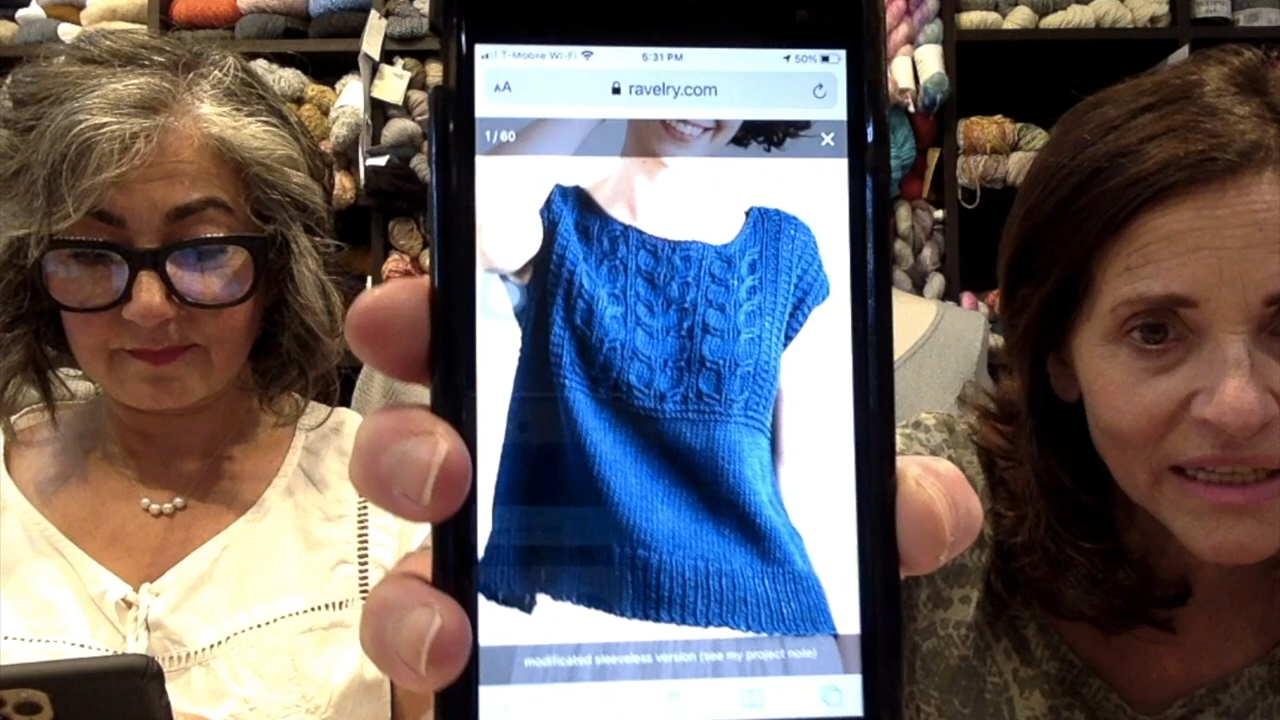 T-Mobile Wi-Fi 5:31 PM 50%
AA ravelry.com
1/60
modificated sleeveless version (see my project note)